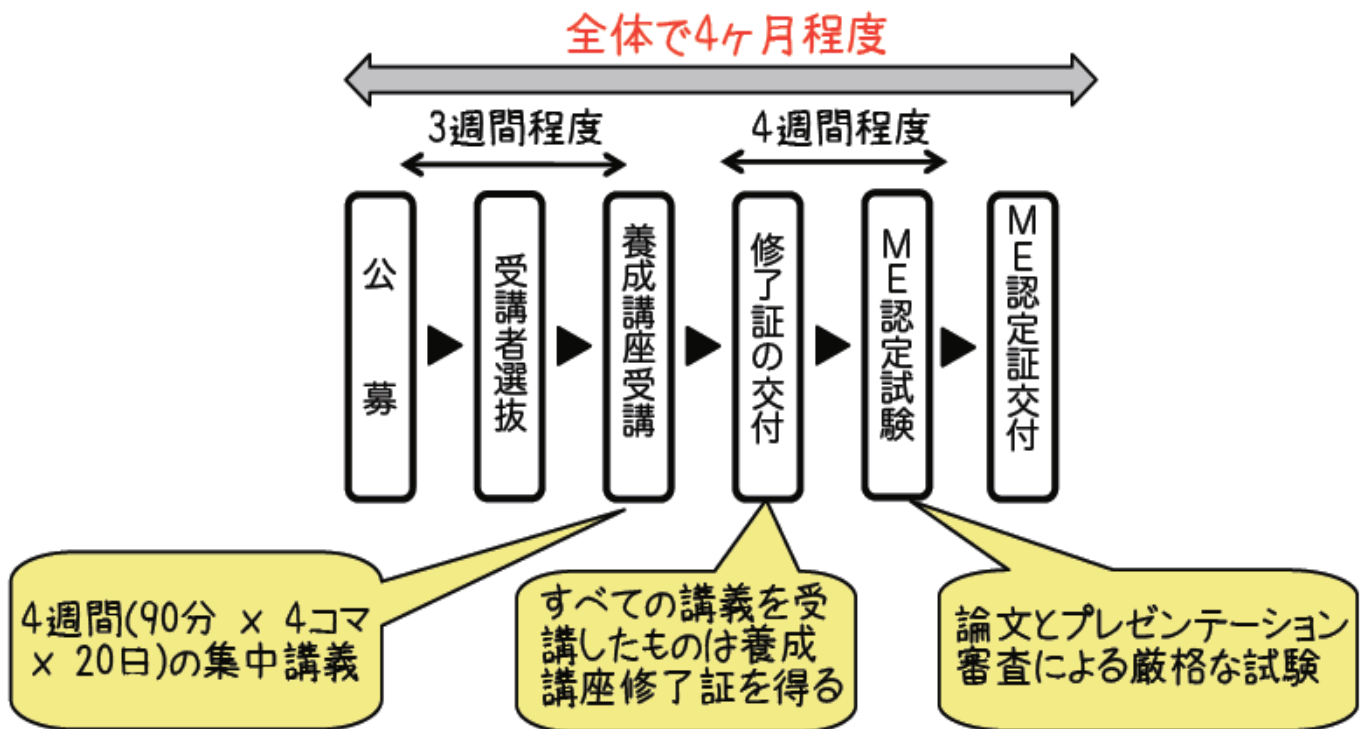 全体で4ヶ月程度
3週間程度
4週間程度
公募
受講者選抜
養成講座受講
修了証の交付
ME認定試験
ME認定証交付
4週間(90分 x 4コマ
x 20日)の集中講義
すべての講義を受
講したものは養成
講座修了証を得る
論文とプレゼンテーション
審査による厳格な試験